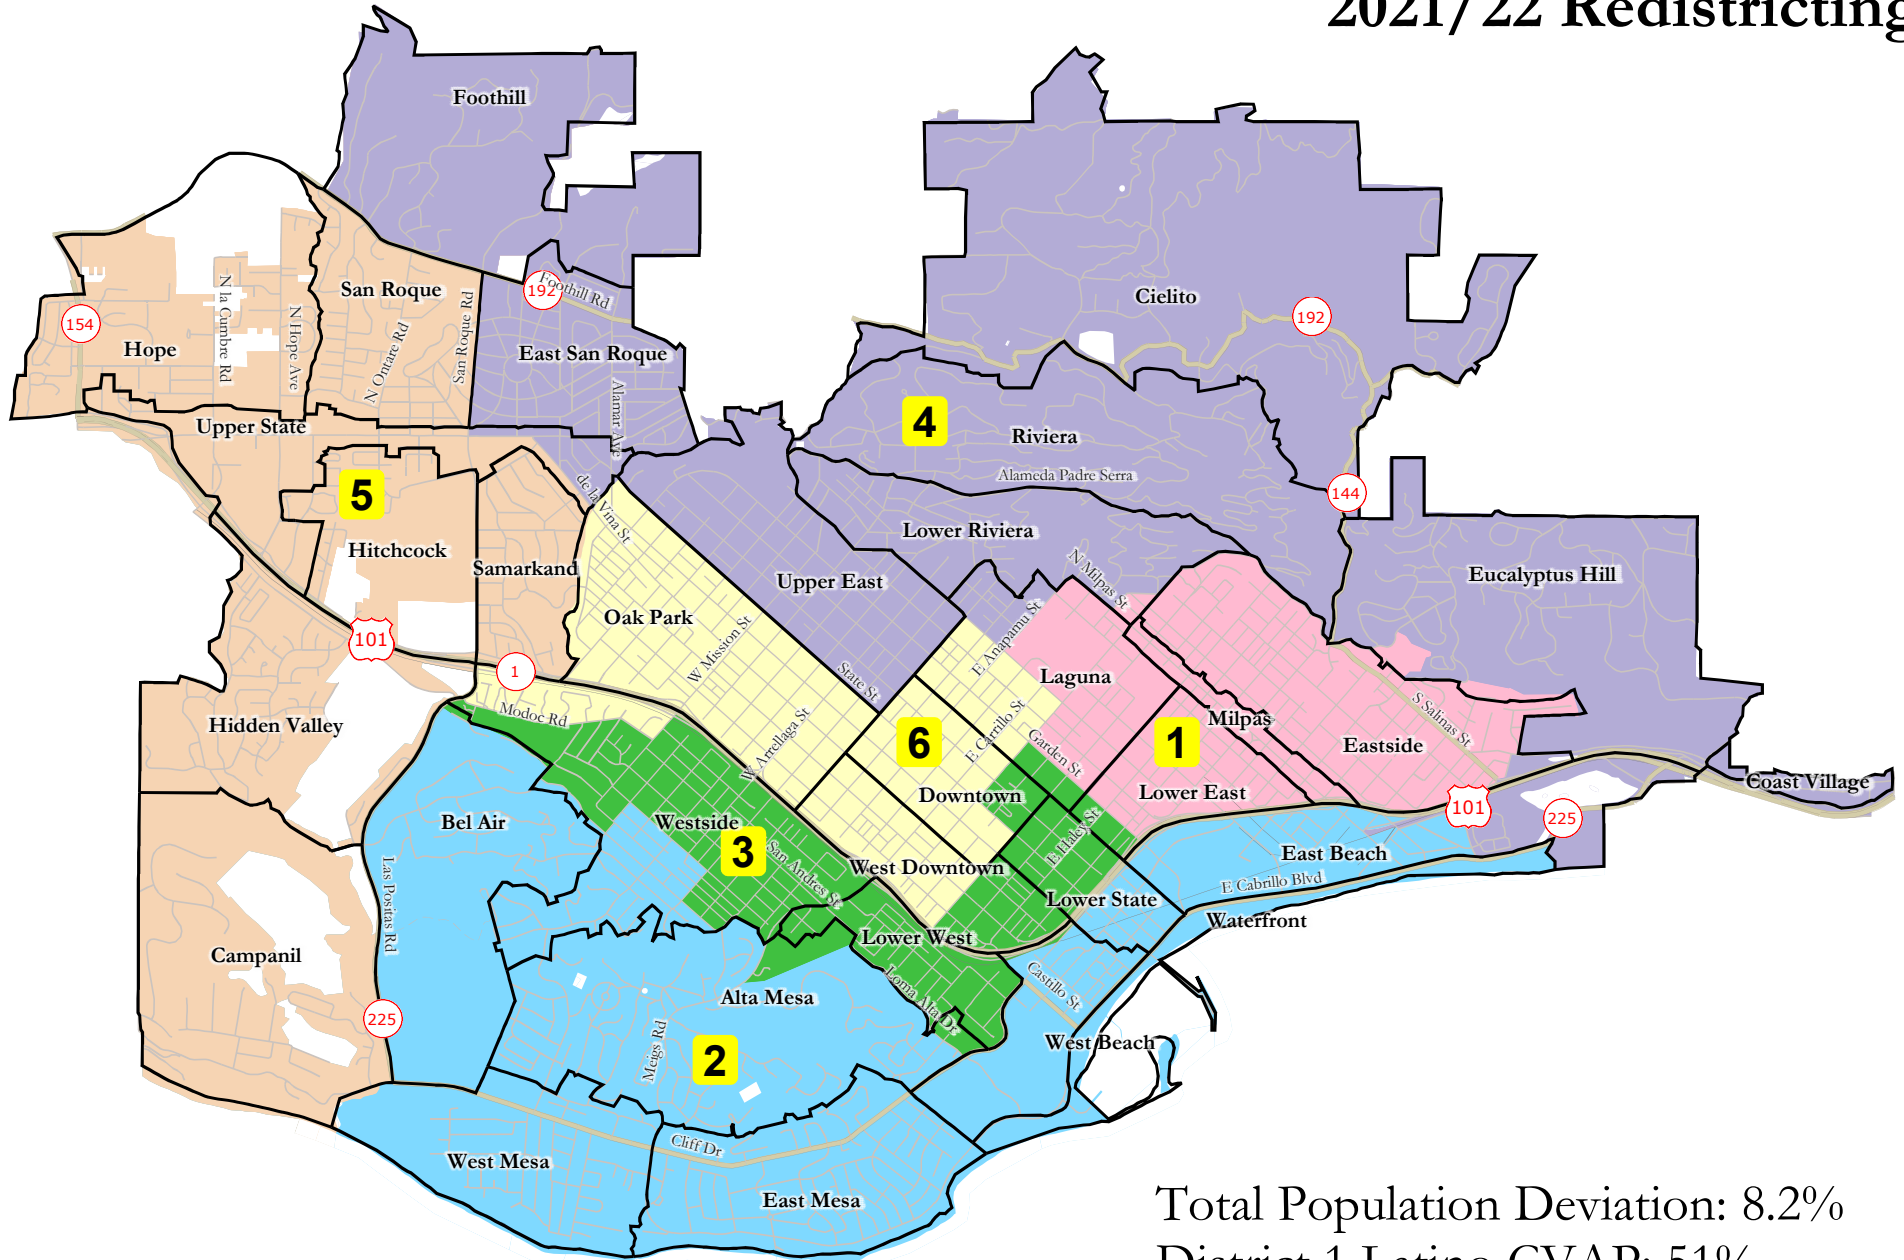 2021/22 Redistricting
Foothill
192
Foothill Rd
San Roque
N la Cumbre Rd
N Hope Ave
San Roque Rd
N Ontare Rd
154
Hope
East San Roque
Alamar Ave
Cielito
192
Upper State
4
Riviera
Alameda Padre Serra
144
5
de la Vina St
Hitchcock
Samarkand
Lower Riviera
N Milpas St
Upper East
Eucalyptus Hill
Oak Park
W Mission St
E Anapamu St
101
1
State St
Laguna
Modoc Rd
Hidden Valley
W Arrellaga St
6
E Carrillo St
Garden St
1
Milpas
S Salinas St
Eastside
Coast Village
Downtown
Lower East
101
225
Bel Air
Westside
3
San Andres St
E Haley St
East Beach
Las Positas Rd
West Downtown
E Cabrillo Blvd
Lower State
Waterfront
Campanil
Lower West
Castillo St
Loma Alta Dr
Alta Mesa
225
Meigs Rd
2
West Beach
Cliff Dr
West Mesa
East Mesa
Total Population Deviation: 8.2%
District 1 Latino CVAP: 51%